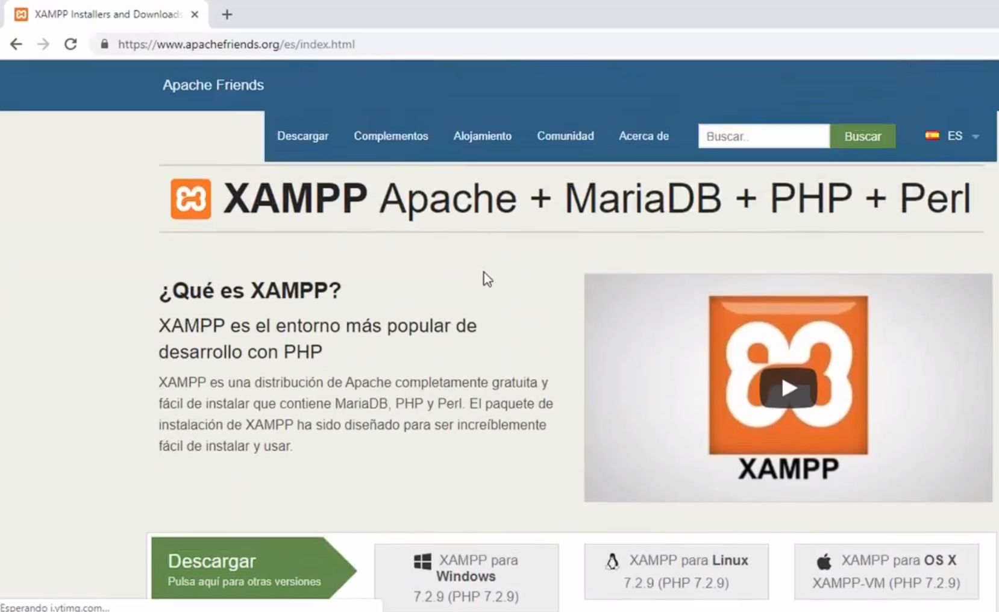 XAMPP Installers and Downloads
https://www.apachefriends.org/es/index.html
Apache Friends
Descargar Complementos Alojamiento Comunidad Acerca de Buscar.. Buscar ES
XAMPP Apache + MariaDB + PHP + Perl
¿Qué es XAMPP?
XAMPP es el entorno más popular de
desarrollo con PHP
XAMPP es una distribución de Apache completamente gratuita y
fácil de instalar que contiene MariaDB, PHP y Perl. El paquete de
instalación de XAMPP ha sido diseñado para ser increíblemente
fácil de instalar y usar.
XAMPP
Descargar
Pulsa aquí para otras versiones
XAMPP para
Windows
7.2.9 (PHP 7.2.9)
XAMPP para Linux
7.2.9 (PHP 7.2.9)
XAMPP para OS X
XAMPP-VM (PHP 7.2.9)
Esperando i.ytimg.com...